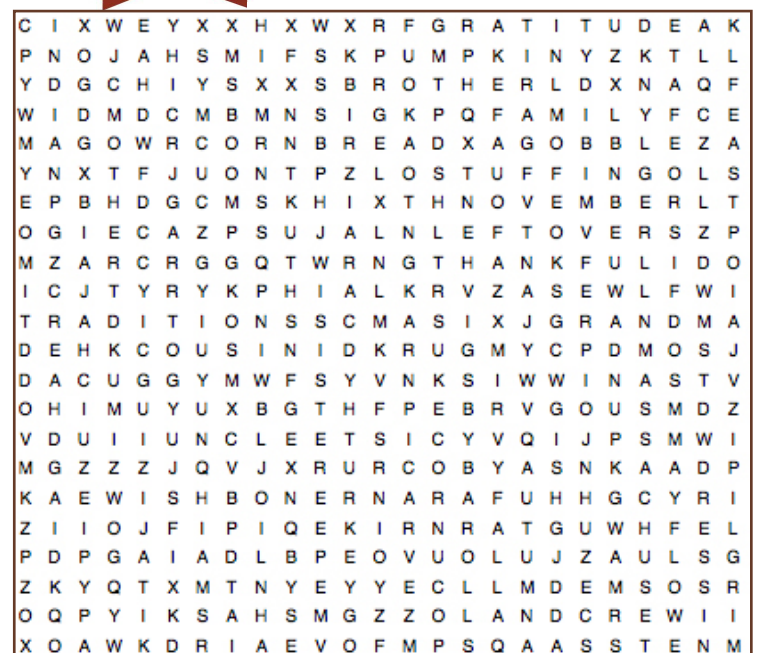 C I X W E Y X X H X W X R F G R A T I T U D E A K
P N O J A H S M I F S K P U M P K I N Y Z K T L L
Y D G C H I Y S X X S B R O T H E R L D X N A Q F
W I D M D C M B M N S I G K P Q F A M I L Y F C E
M A G O W R C O R N B R E A D X A G O B B L E Z A
Y N X T F J U O N T P Z L O S T U F F I N G O L S
E P B H D G C M S K H I X T H N O V E M B E R L T
O G I E C A Z P S U J A L N L E F T O V E R S Z P
M Z A R C R G G Q T W R N G T H A N K F U L I D O
I C J T Y R Y K P H I A L K R V Z A S E W L F W I
T R A D I T I O N S S C M A S I X J G R A N D M A
D E H K C O U S I N I D K R U G M Y C P D M O S J
D A C U G G Y M W F S Y V N K S I W W I N A S T V
O H I M U Y U X B G T H F P E B R V G O U S M D Z
V D U I I U N C L E E T S I C Y V Q I J P S M W I
M G Z Z Z J Q V J X R U R C O B Y A S N K A A D P
K A E W I S H B O N E R N A R A F U H H G C Y R I
Z I I O J F I P I Q E K I R N R A T G U W H F E L
P D P G A I A D L B P E O V U O L U J Z A U L S G
Z K Y Q T X M T N Y E Y Y E C L L M D E M S O S R
O Q P Y I K S A H S M G Z Z O L A N D C R E W I I
X O A W K D R I A E V O F M P S Q A A S S T E N M